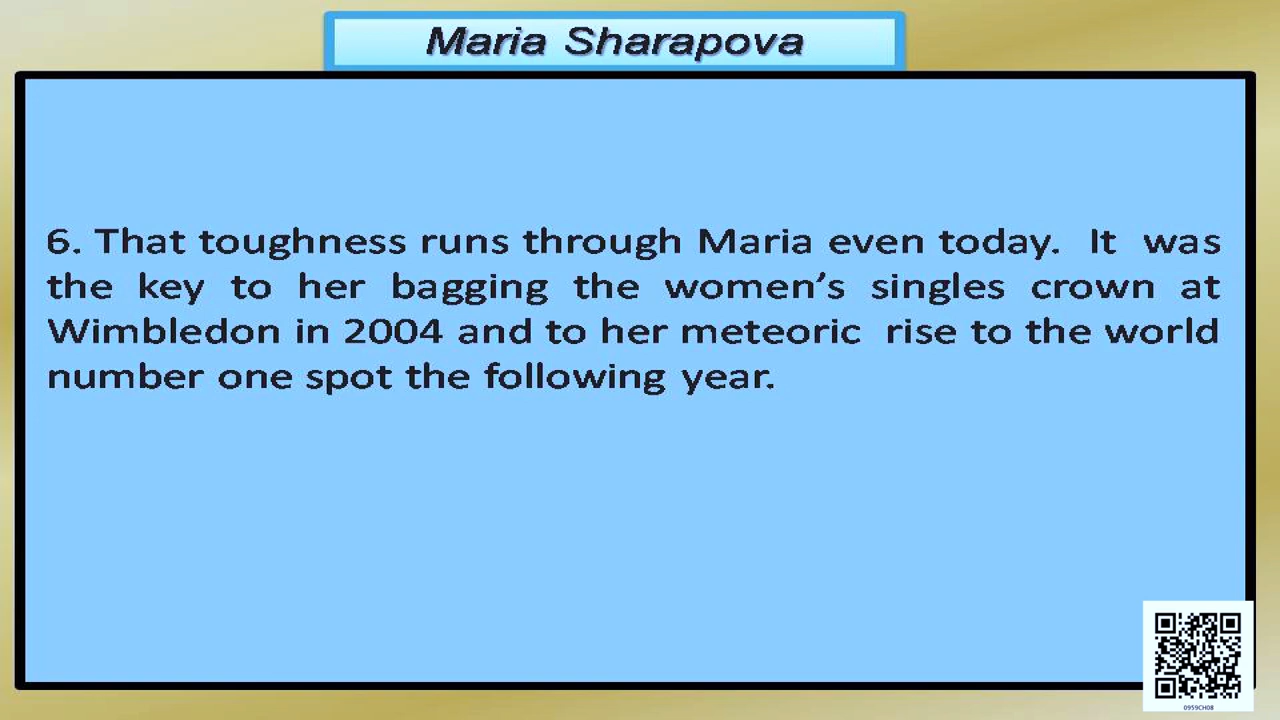 Maria Sharapova
6. That toughness runs through Maria even today. It was
the key to her bagging the women’s singles crown at
Wimbledon in 2004 and to her meteoric rise to the world
number one spot the following year.
0959CH08